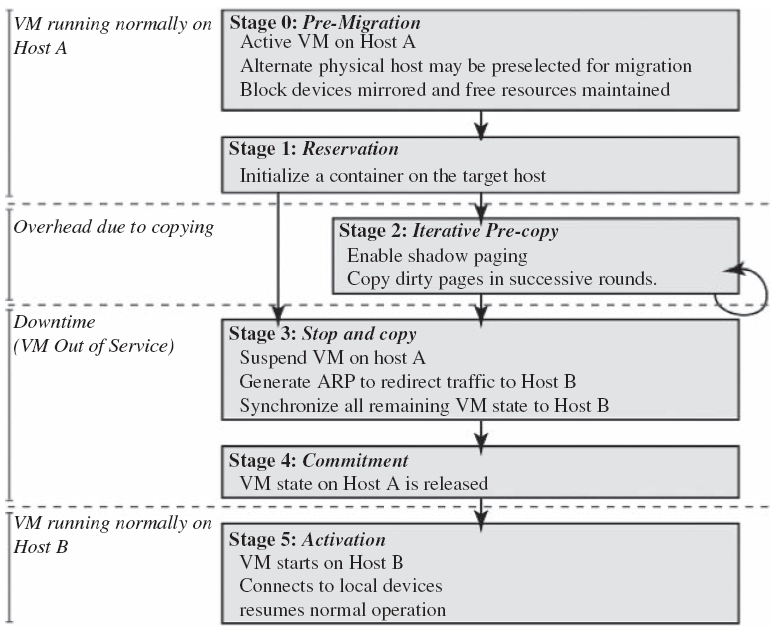 VM running normally on
Host A
Stage 0: Pre-Migration
Active VM on Host A
Alternate physical host may be preselected for migration
Block devices mirrored and free resources maintained
Stage 1: Reservation
Initialize a container on the target host
Overhead due to copying
Stage 2: Iterative Pre-copy
Enable shadow paging
Copy dirty pages in successive rounds.
Downtime
(VM Out of Service)
Stage 3: Stop and copy
Suspend VM on host A
Generate ARP to redirect traffic to Host B
Synchronize all remaining VM state to Host B
Stage 4: Commitment
VM state on Host A is released
VM running normally on
Host B
Stage 5: Activation
VM starts on Host B
Connects to local devices
resumes normal operation